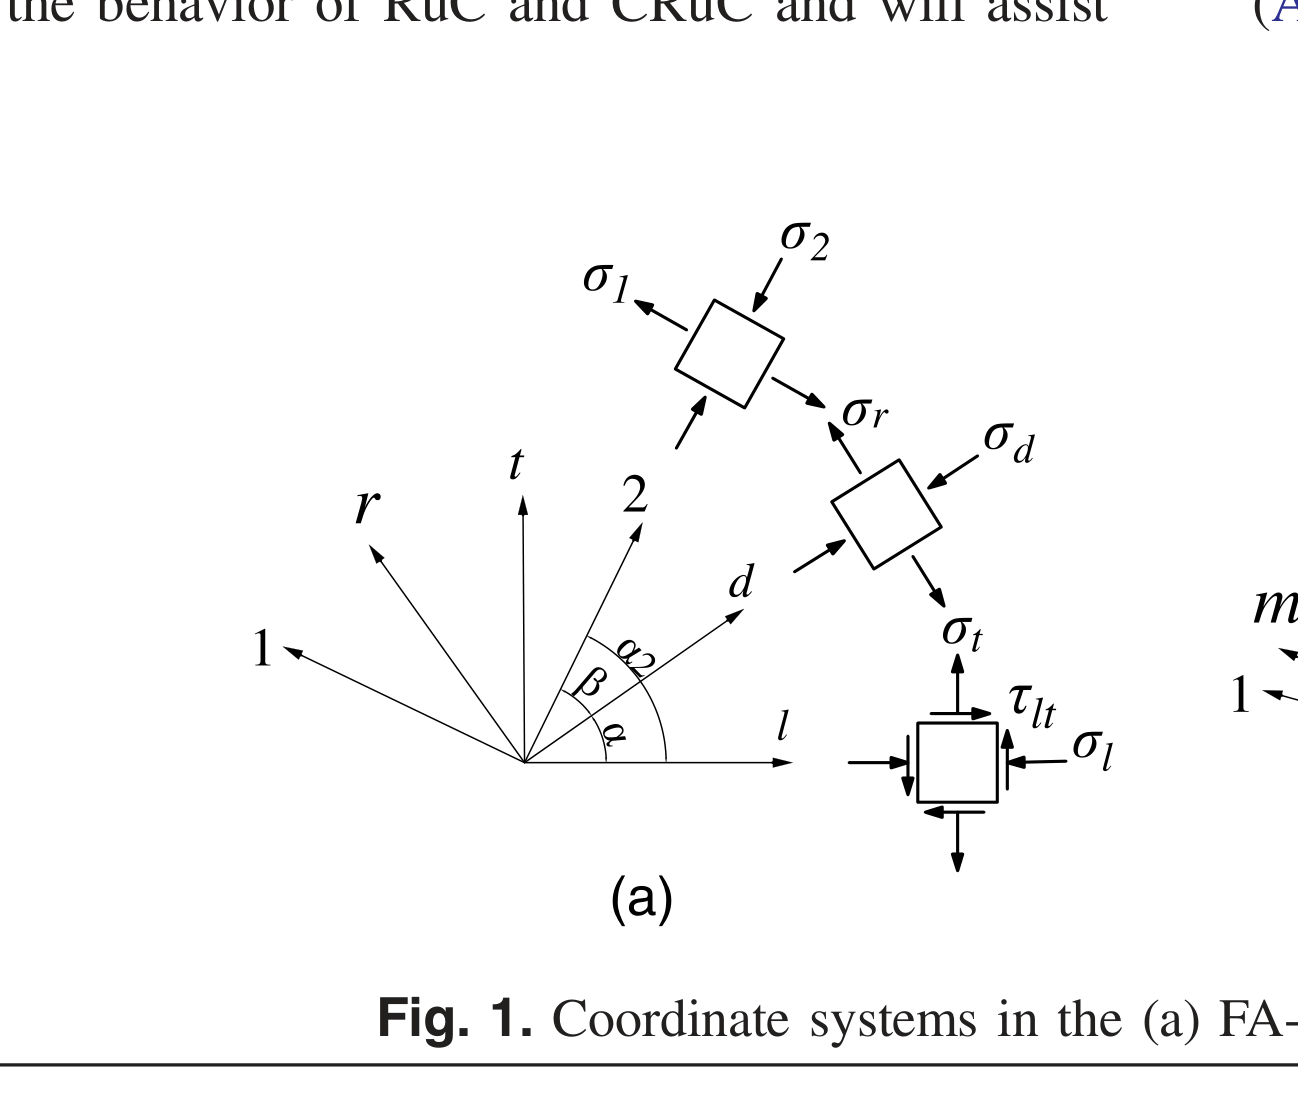 the behavior of RuC and CRuC and will assist
(A
σ2
σ1
σr
σd
t
2
r
d
m
σt
α2
1
β
τlt
1
l
α
σl
(a)
Fig. 1. Coordinate systems in the (a) FA-